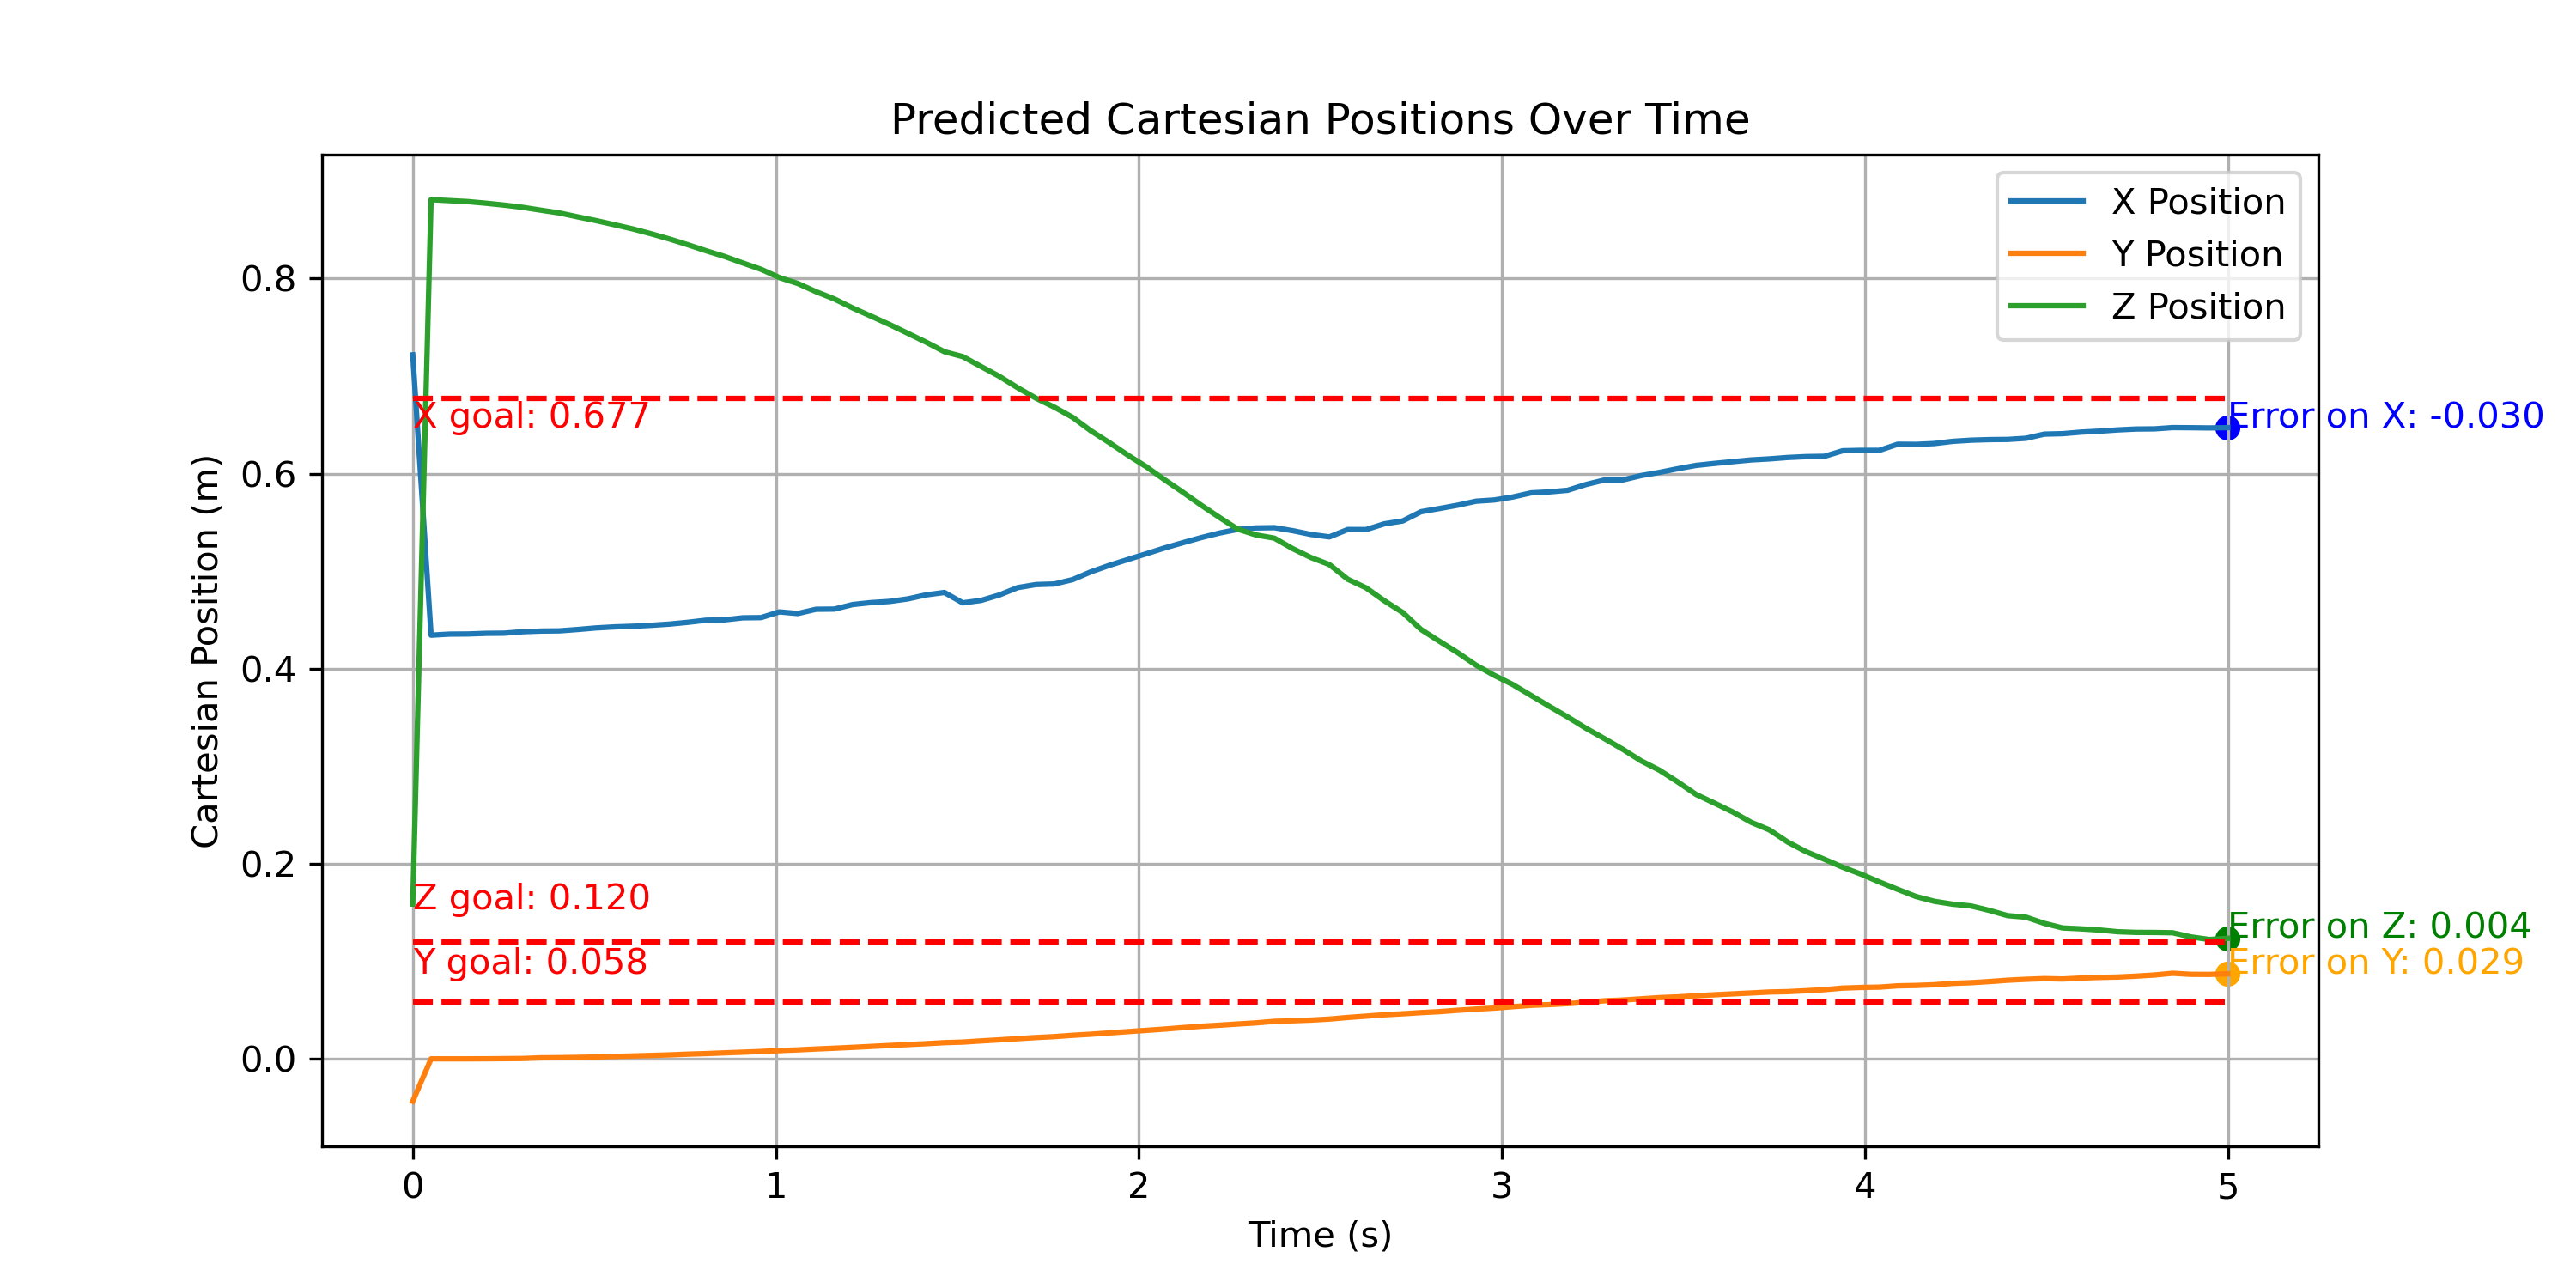 Predicted Cartesian Positions Over Time
X Position
Y Position
Z Position
0.8
0.6
0.4
0.2
0.0
Cartesian Position (m)
X goal: 0.677
Error on X: -0.030
Z goal: 0.120
Error on Z: 0.004
Y goal: 0.058
Error on Y: 0.029
0 1 2 3 4 5
Time (s)